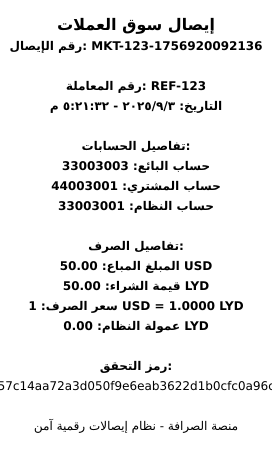 إيصال سوق العملات
رقم الإيصال: MKT-123-1756920092136
رقم المعاملة: REF-123
التاريخ: ٢٠٢٥/٩/٣ - ٥:٢١:٣٢ م
تفاصيل الحسابات:
حساب البائع: 33003003
حساب المشتري: 44003001
حساب النظام: 33003001
تفاصيل الصرف:
المبلغ المباع: 50.00 USD
قيمة الشراء: 50.00 LYD
سعر الصرف: 1 USD = 1.0000 LYD
عمولة النظام: 0.00 LYD
رمز التحقق:
57c14aa72a3d050f9e6eab3622d1b0cfc0a96c
منصة الصرافة - نظام إيصالات رقمية آمن